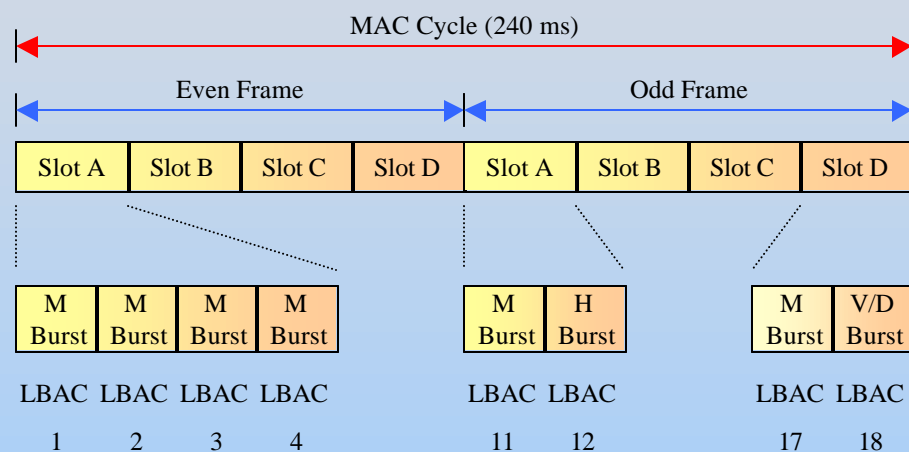 MAC Cycle (240 ms)
Even Frame Odd Frame
Slot A Slot B Slot C Slot D Slot A Slot B Slot C Slot D
M M M M M H M V/D
Burst Burst Burst Burst Burst Burst Burst Burst
LBAC LBAC LBAC LBAC LBAC LBAC LBAC LBAC
1 2 3 4 11 12 17 18